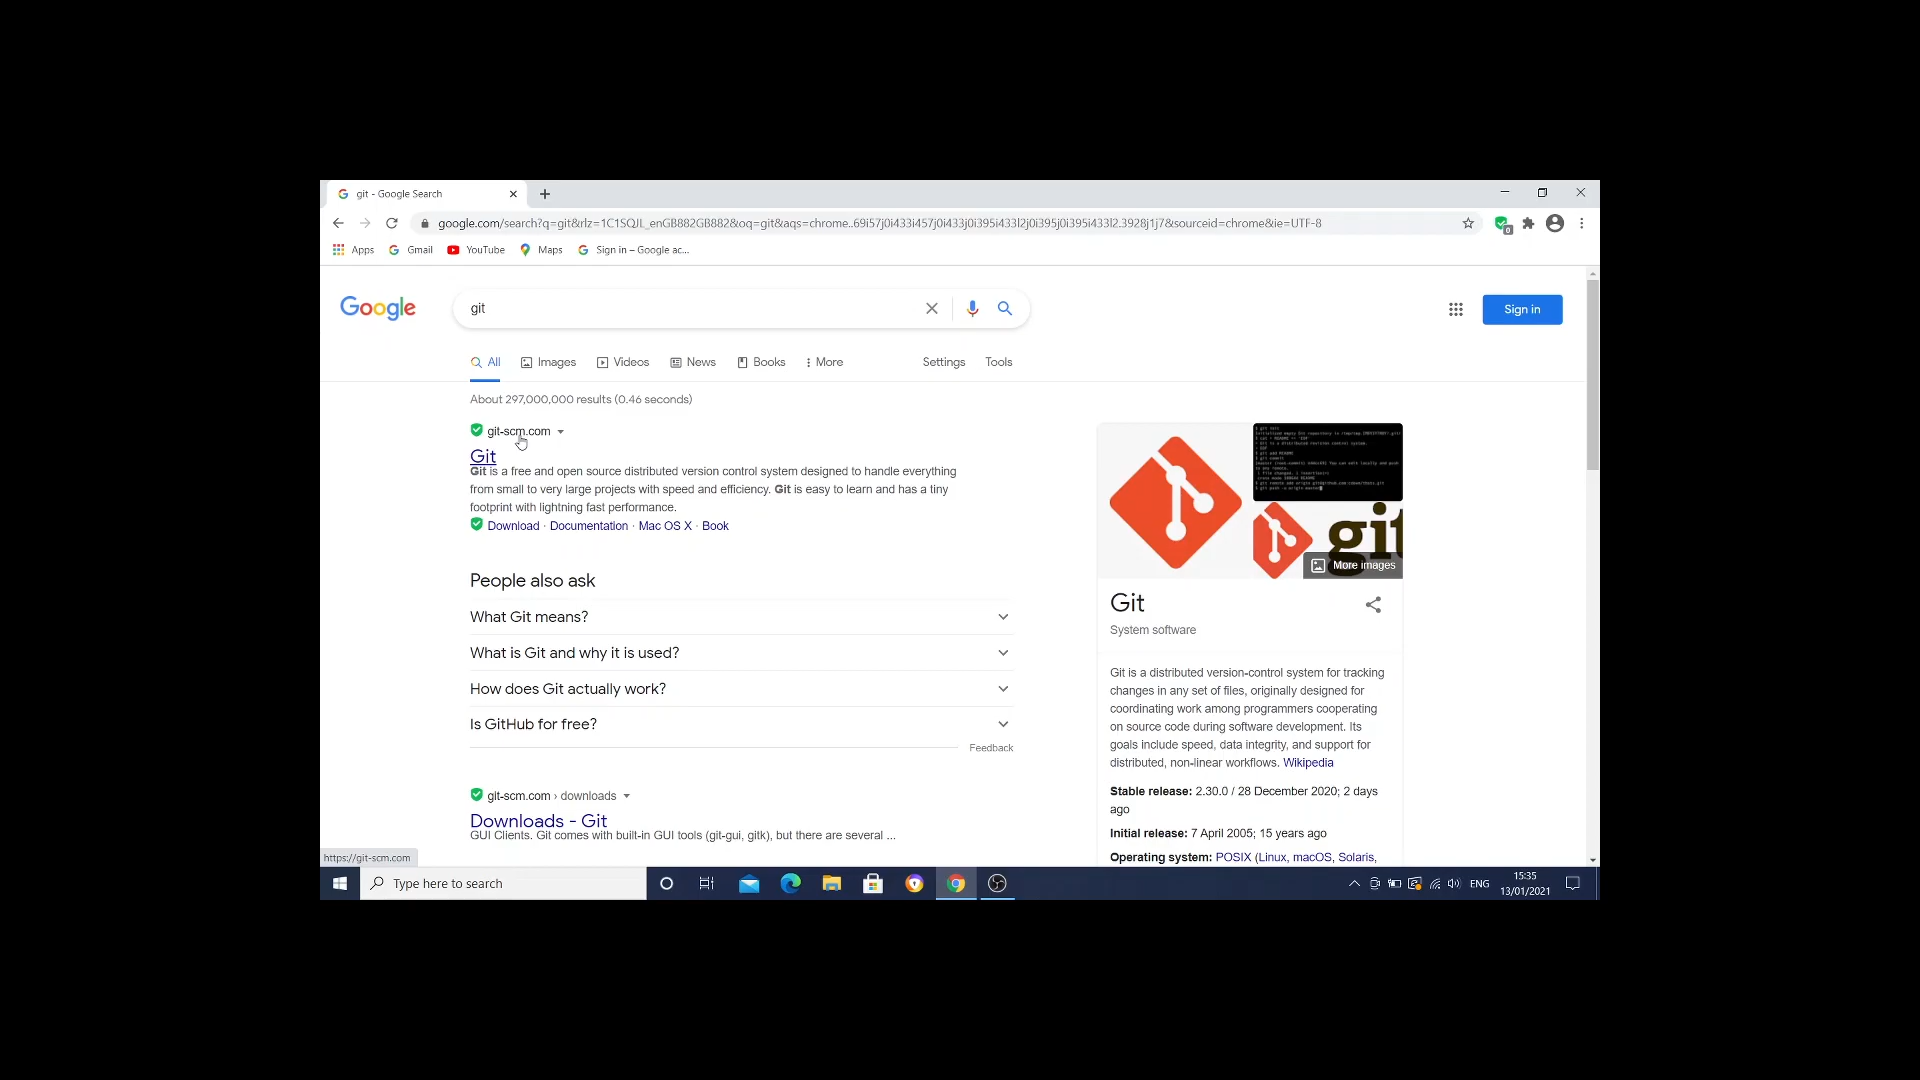 git - Google Search
google.com/search?q=git&rlz=1C1SQJL_enGB882GB882&oq=git&aqs=chrome..69i57j0i433i457j0i433j0i395i433l2j0i395j0i395i433l2.3928j1j7&sourceid=chrome&ie=UTF-8
0
Apps Gmail YouTube Maps Sign in – Google ac...
Google
git
Sign in
All Images Videos News Books More Settings Tools
About 297,000,000 results (0.46 seconds)
git-scm.com
Git
Git is a free and open source distributed version control system designed to handle everything
from small to very large projects with speed and efficiency. Git is easy to learn and has a tiny
footprint with lightning fast performance.
Download · Documentation · Mac OS X · Book
People also ask
What Git means?
What is Git and why it is used?
How does Git actually work?
Is GitHub for free?
Feedback
git-scm.com › downloads
Downloads - Git
GUI Clients. Git comes with built-in GUI tools (git-gui, gitk), but there are several ...
git
More images
Git
System software
Git is a distributed version-control system for tracking
changes in any set of files, originally designed for
coordinating work among programmers cooperating
on source code during software development. Its
goals include speed, data integrity, and support for
distributed, non-linear workflows. Wikipedia
Stable release: 2.30.0 / 28 December 2020; 2 days
ago
Initial release: 7 April 2005; 15 years ago
Operating system: POSIX (Linux, macOS, Solaris,
https://git-scm.com
Type here to search
ENG
15:35
13/01/2021